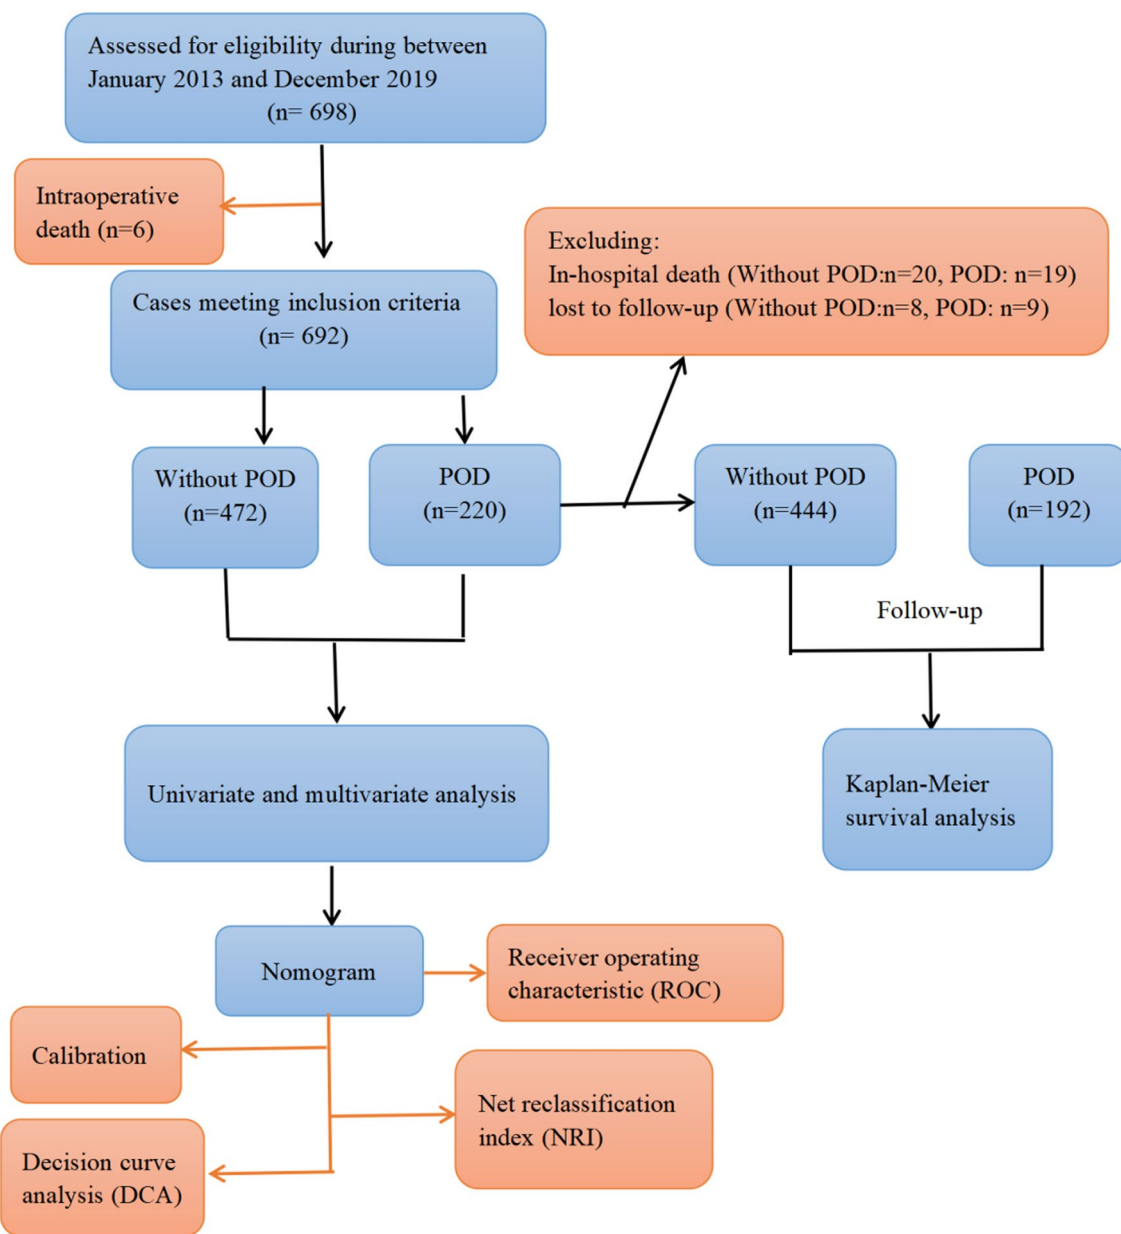 Assessed for eligibility during between
January 2013 and December 2019
(n= 698)
Intraoperative
death (n=6)
Excluding:
In-hospital death (Without POD:n=20, POD: n=19)
lost to follow-up (Without POD:n=8, POD: n=9)
Cases meeting inclusion criteria
(n= 692)
Without POD
(n=472)
POD
(n=220)
Without POD
(n=444)
POD
(n=192)
Follow-up
Univariate and multivariate analysis
Kaplan-Meier
survival analysis
Nomogram
Receiver operating
characteristic (ROC)
Calibration
Net reclassification
index (NRI)
Decision curve
analysis (DCA)